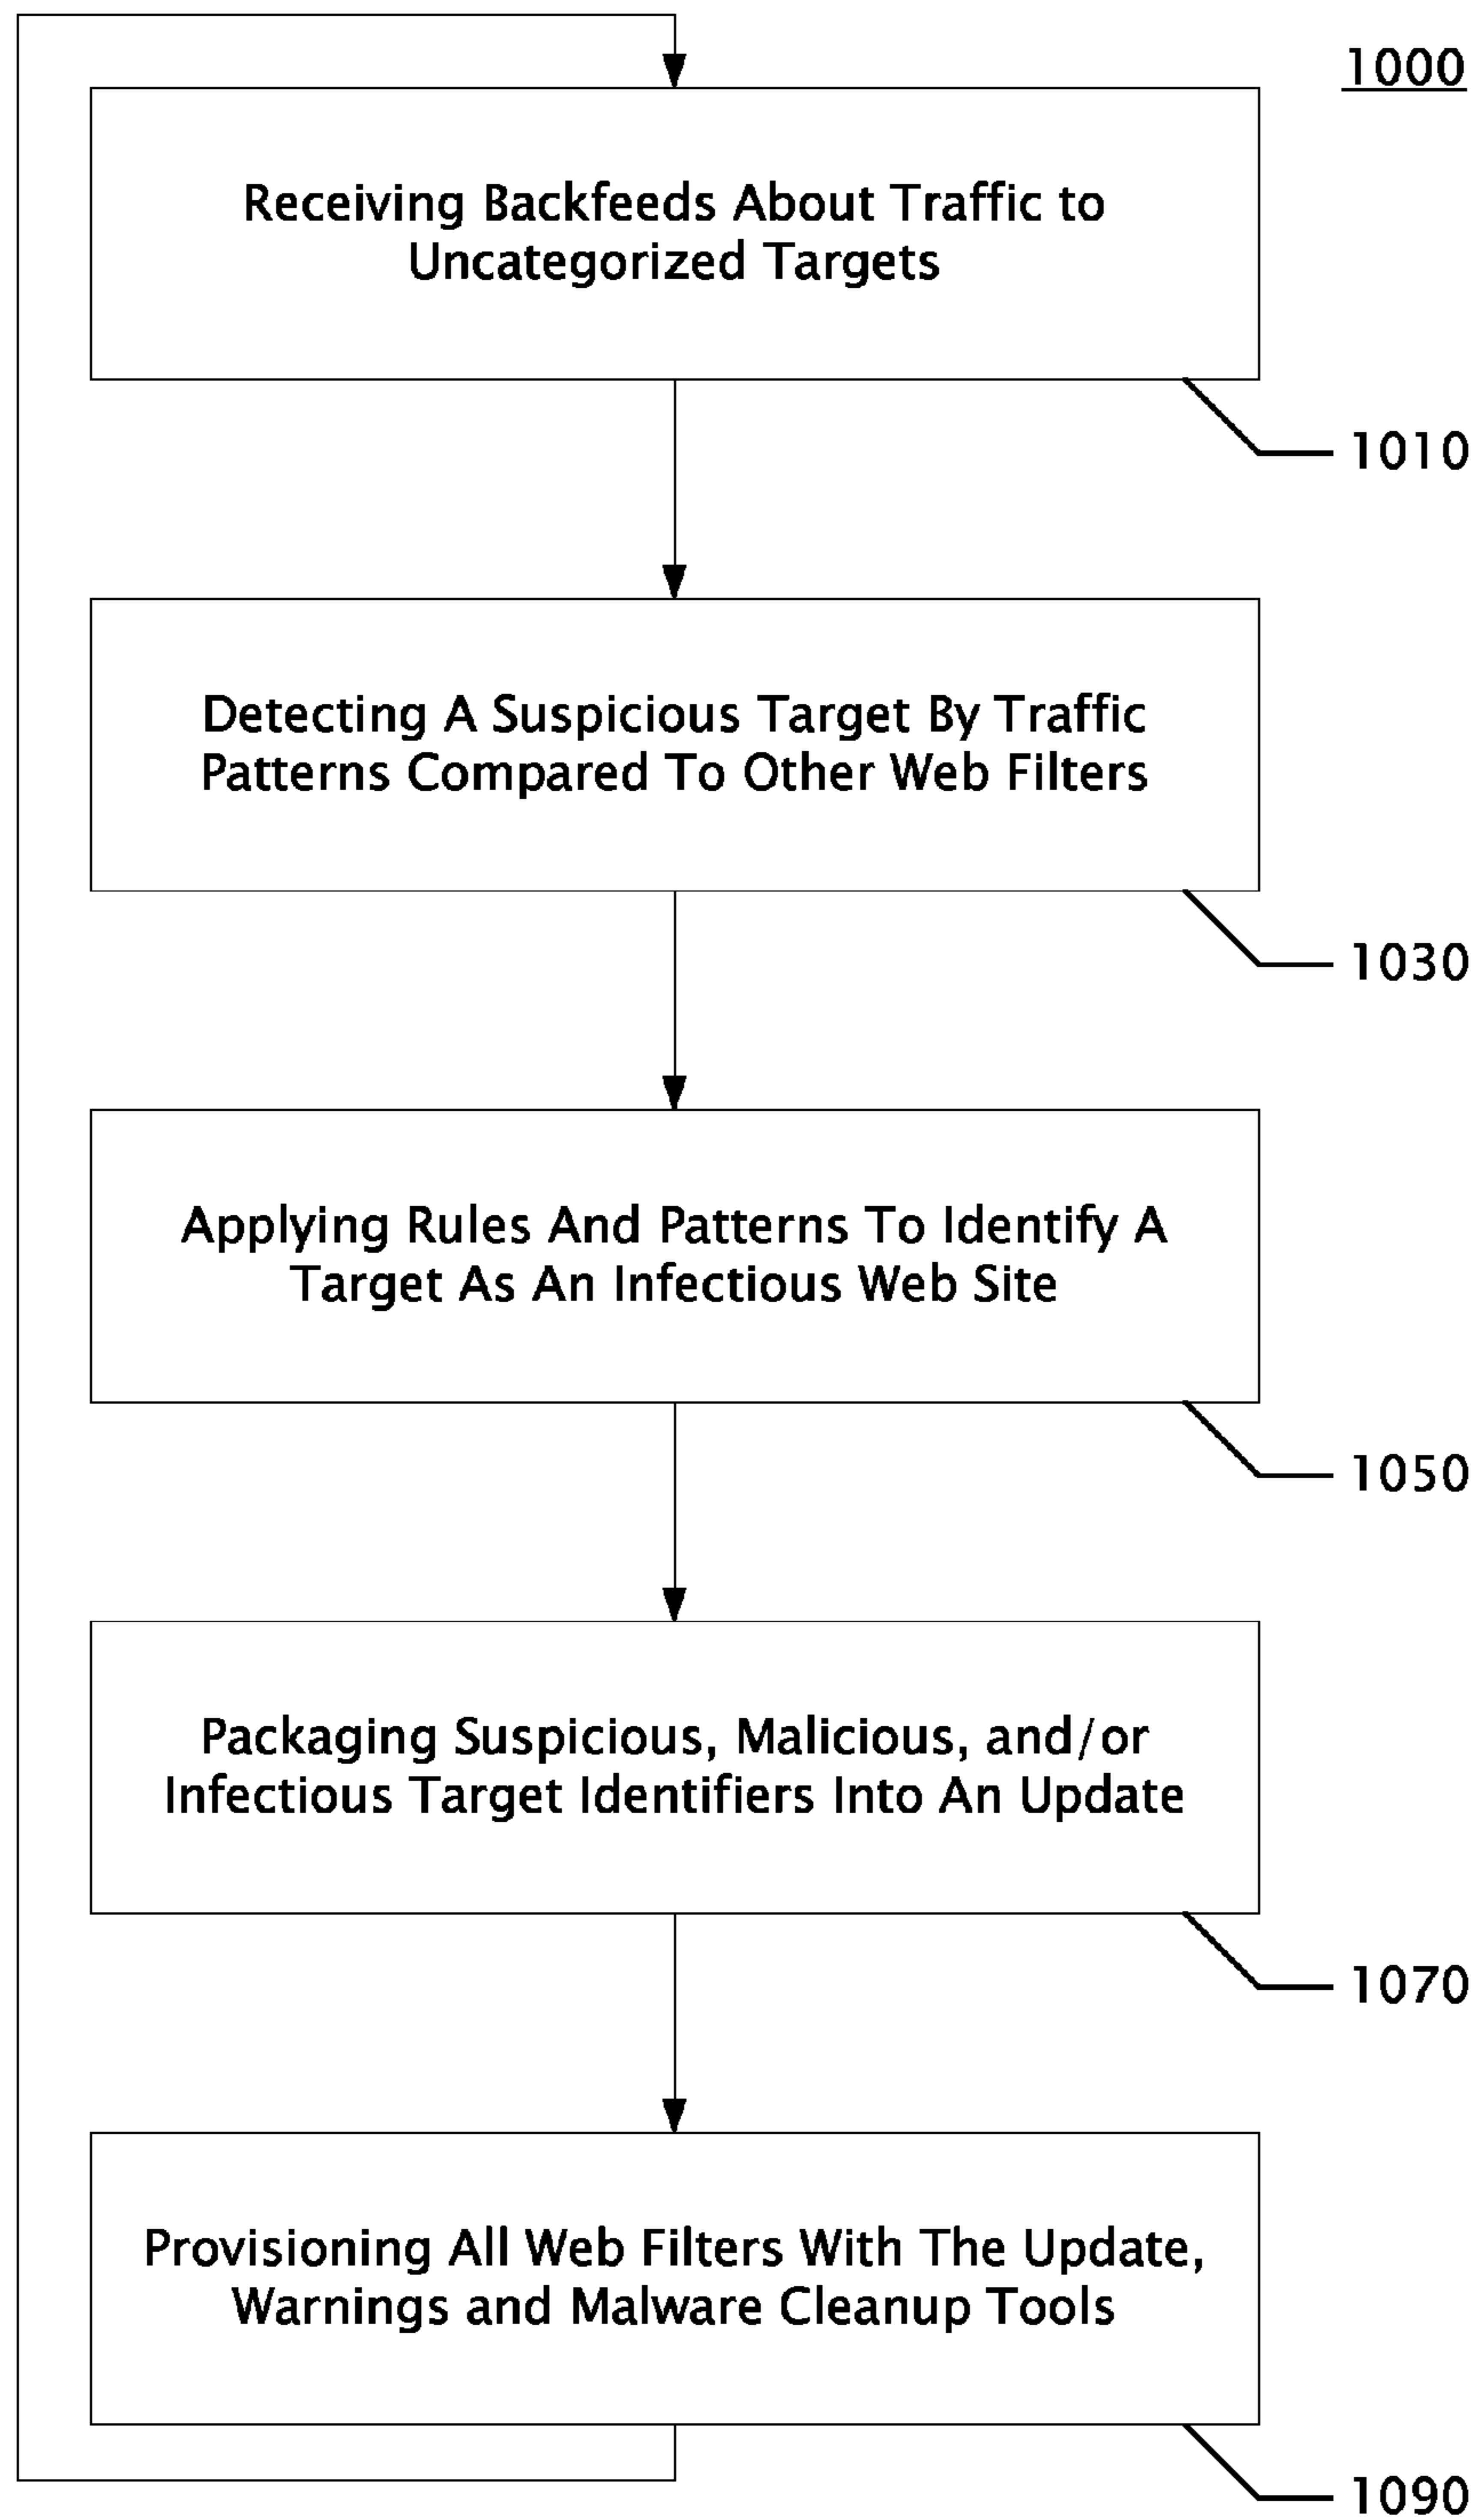 1000
Receiving Backfeeds About Traffic to
Uncategorized Targets
1010
Detecting A Suspicious Target By Traffic
Patterns Compared To Other Web Filters
1030
Applying Rules And Patterns To Identify A
Target As An Infectious Web Site
1050
Packaging Suspicious, Malicious, and/or
Infectious Target Identifiers Into An Update
1070
Provisioning All Web Filters With The Update,
Warnings and Malware Cleanup Tools
1090